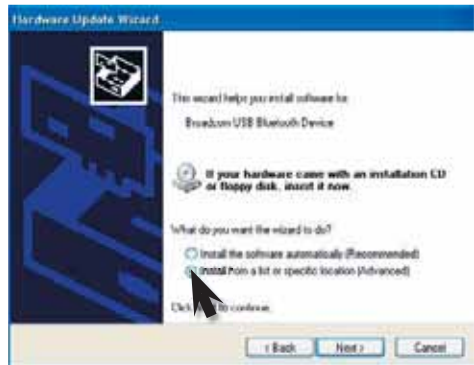 Hardware Update Wizard
This wizard helps you install software for:
Broadcom USB Bluetooth Device
If your hardware came with an installation CD
or floppy disk, insert it now.
What do you want the wizard to do?
Install the software automatically (Recommended)
Install from a list or specific location (Advanced)
Click to continue.
< Back
Next >
Cancel